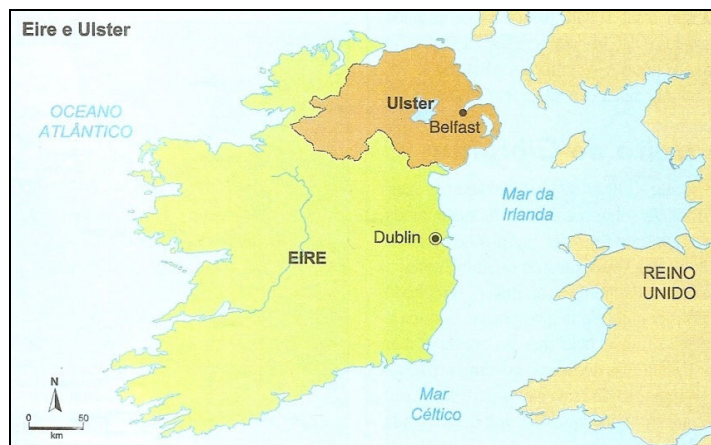 Eire e Ulster
OCEANO
ATLÂNTICO
Ulster
Belfast
Mar da
Irlanda
Dublin
EIRE
REINO
UNIDO
Mar
Céltico
N
0 50
km